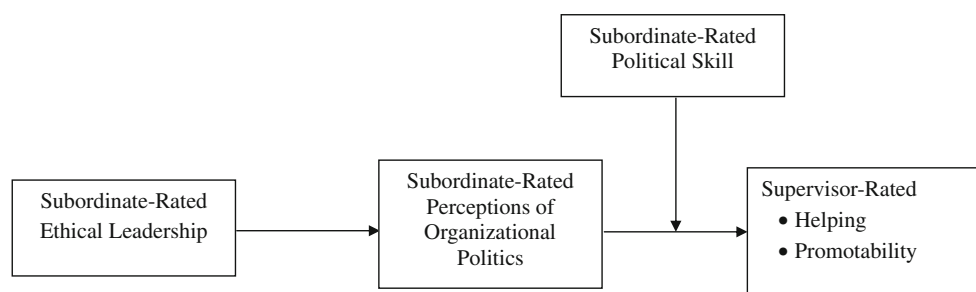 Subordinate-Rated
Political Skill
Subordinate-Rated
Ethical Leadership
Subordinate-Rated
Perceptions of
Organizational
Politics
Supervisor-Rated
• Helping
• Promotability